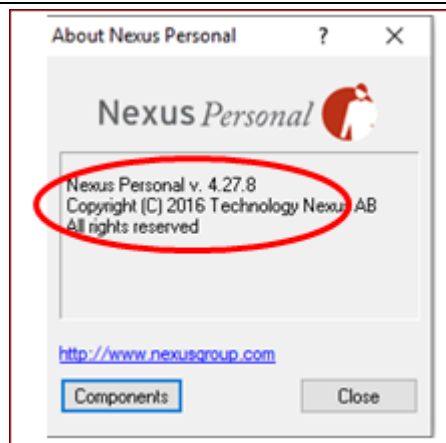 About Nexus Personal ?
Nexus Personal
Nexus Personal v. 4.27.8
Copyright (C) 2016 Technology Nexus AB
All rights reserved
http://www.nexusgroup.com
Components Close